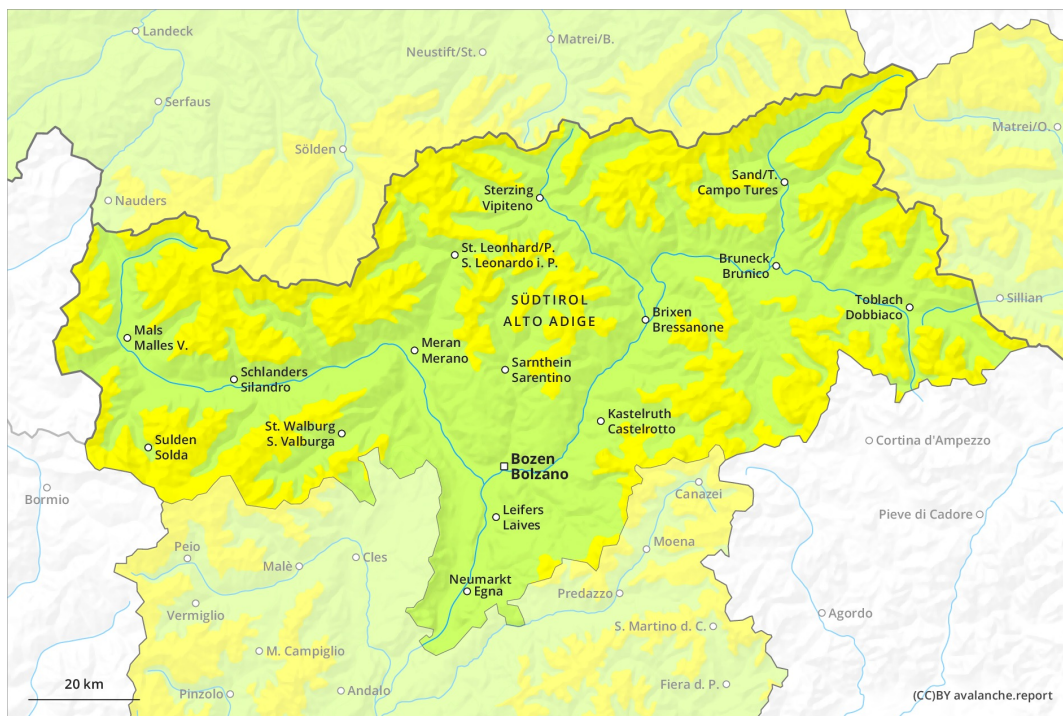 Landeck
Matrei/B.
Neustift/St.
Serfaus
Matrei/O.
Sölden
Sand/T.
Campo Tures
Sterzing
Vipiteno
Nauders
St. Leonhard/P.
S. Leonardo i. P.
Bruneck
Brunico
SÜDTIROL
ALTO ADIGE
Toblach
Dobbiaco
Sillian
Brixen
Bressanone
Mals
Malles V.
Meran
Merano
Sarnthein
Sarentino
Schlanders
Silandro
Kastelruth
Castelrotto
St. Walburg
S. Valburga
Sulden
Solda
Cortina d'Ampezzo
Bozen
Bolzano
Bormio
Canazei
Leifers
Laives
Pieve di Cadore
Moena
Peio
Cles
Malè
Neumarkt
Egna
Predazzo
Vermiglio
Agordo
S. Martino d. C.
M. Campiglio
20 km
Pinzolo
Andalo
Fiera d. P.
(CC)BY avalanche.report